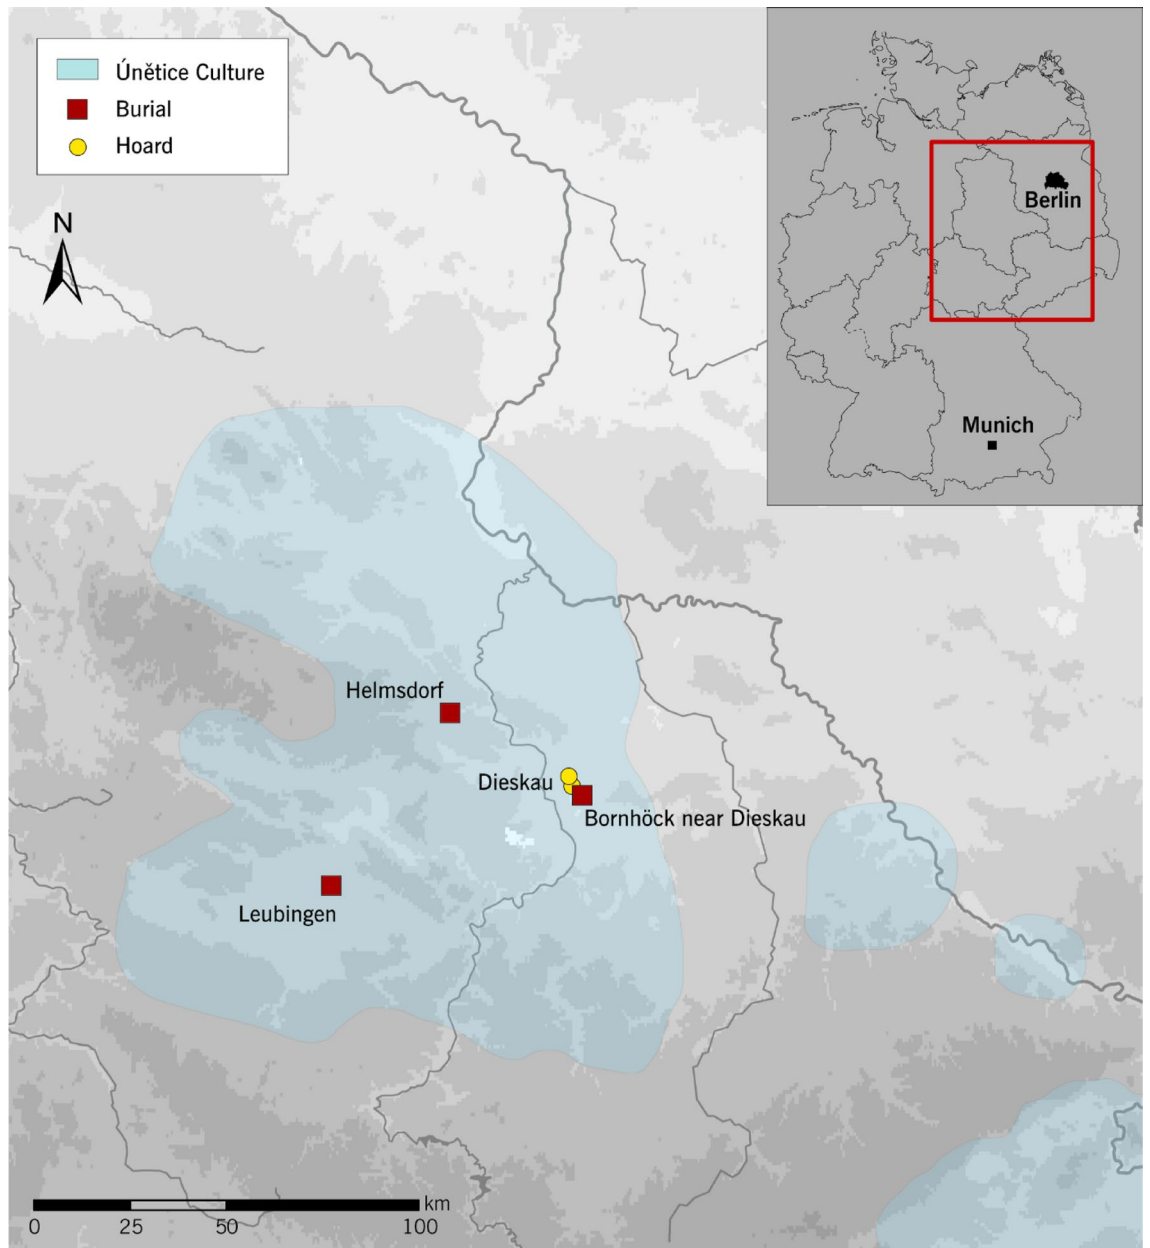 Únětice Culture
Burial
Hoard
N
Berlin
Munich
Helmsdorf
Dieskau
Bornhöck near Dieskau
Leubingen
km
0 25 50 100